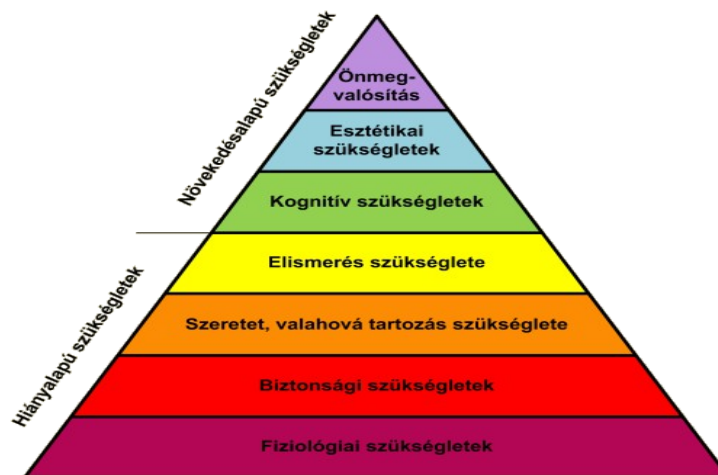 Önmeg-
valósítás
Esztétikai
szükségletek
Kognitív szükségletek
Elismerés szükséglete
Szeretet, valahová tartozás szükséglete
Biztonsági szükségletek
Fiziológiai szükségletek
Növekedésalapú szükségletek
Hiányalapú szükségletek